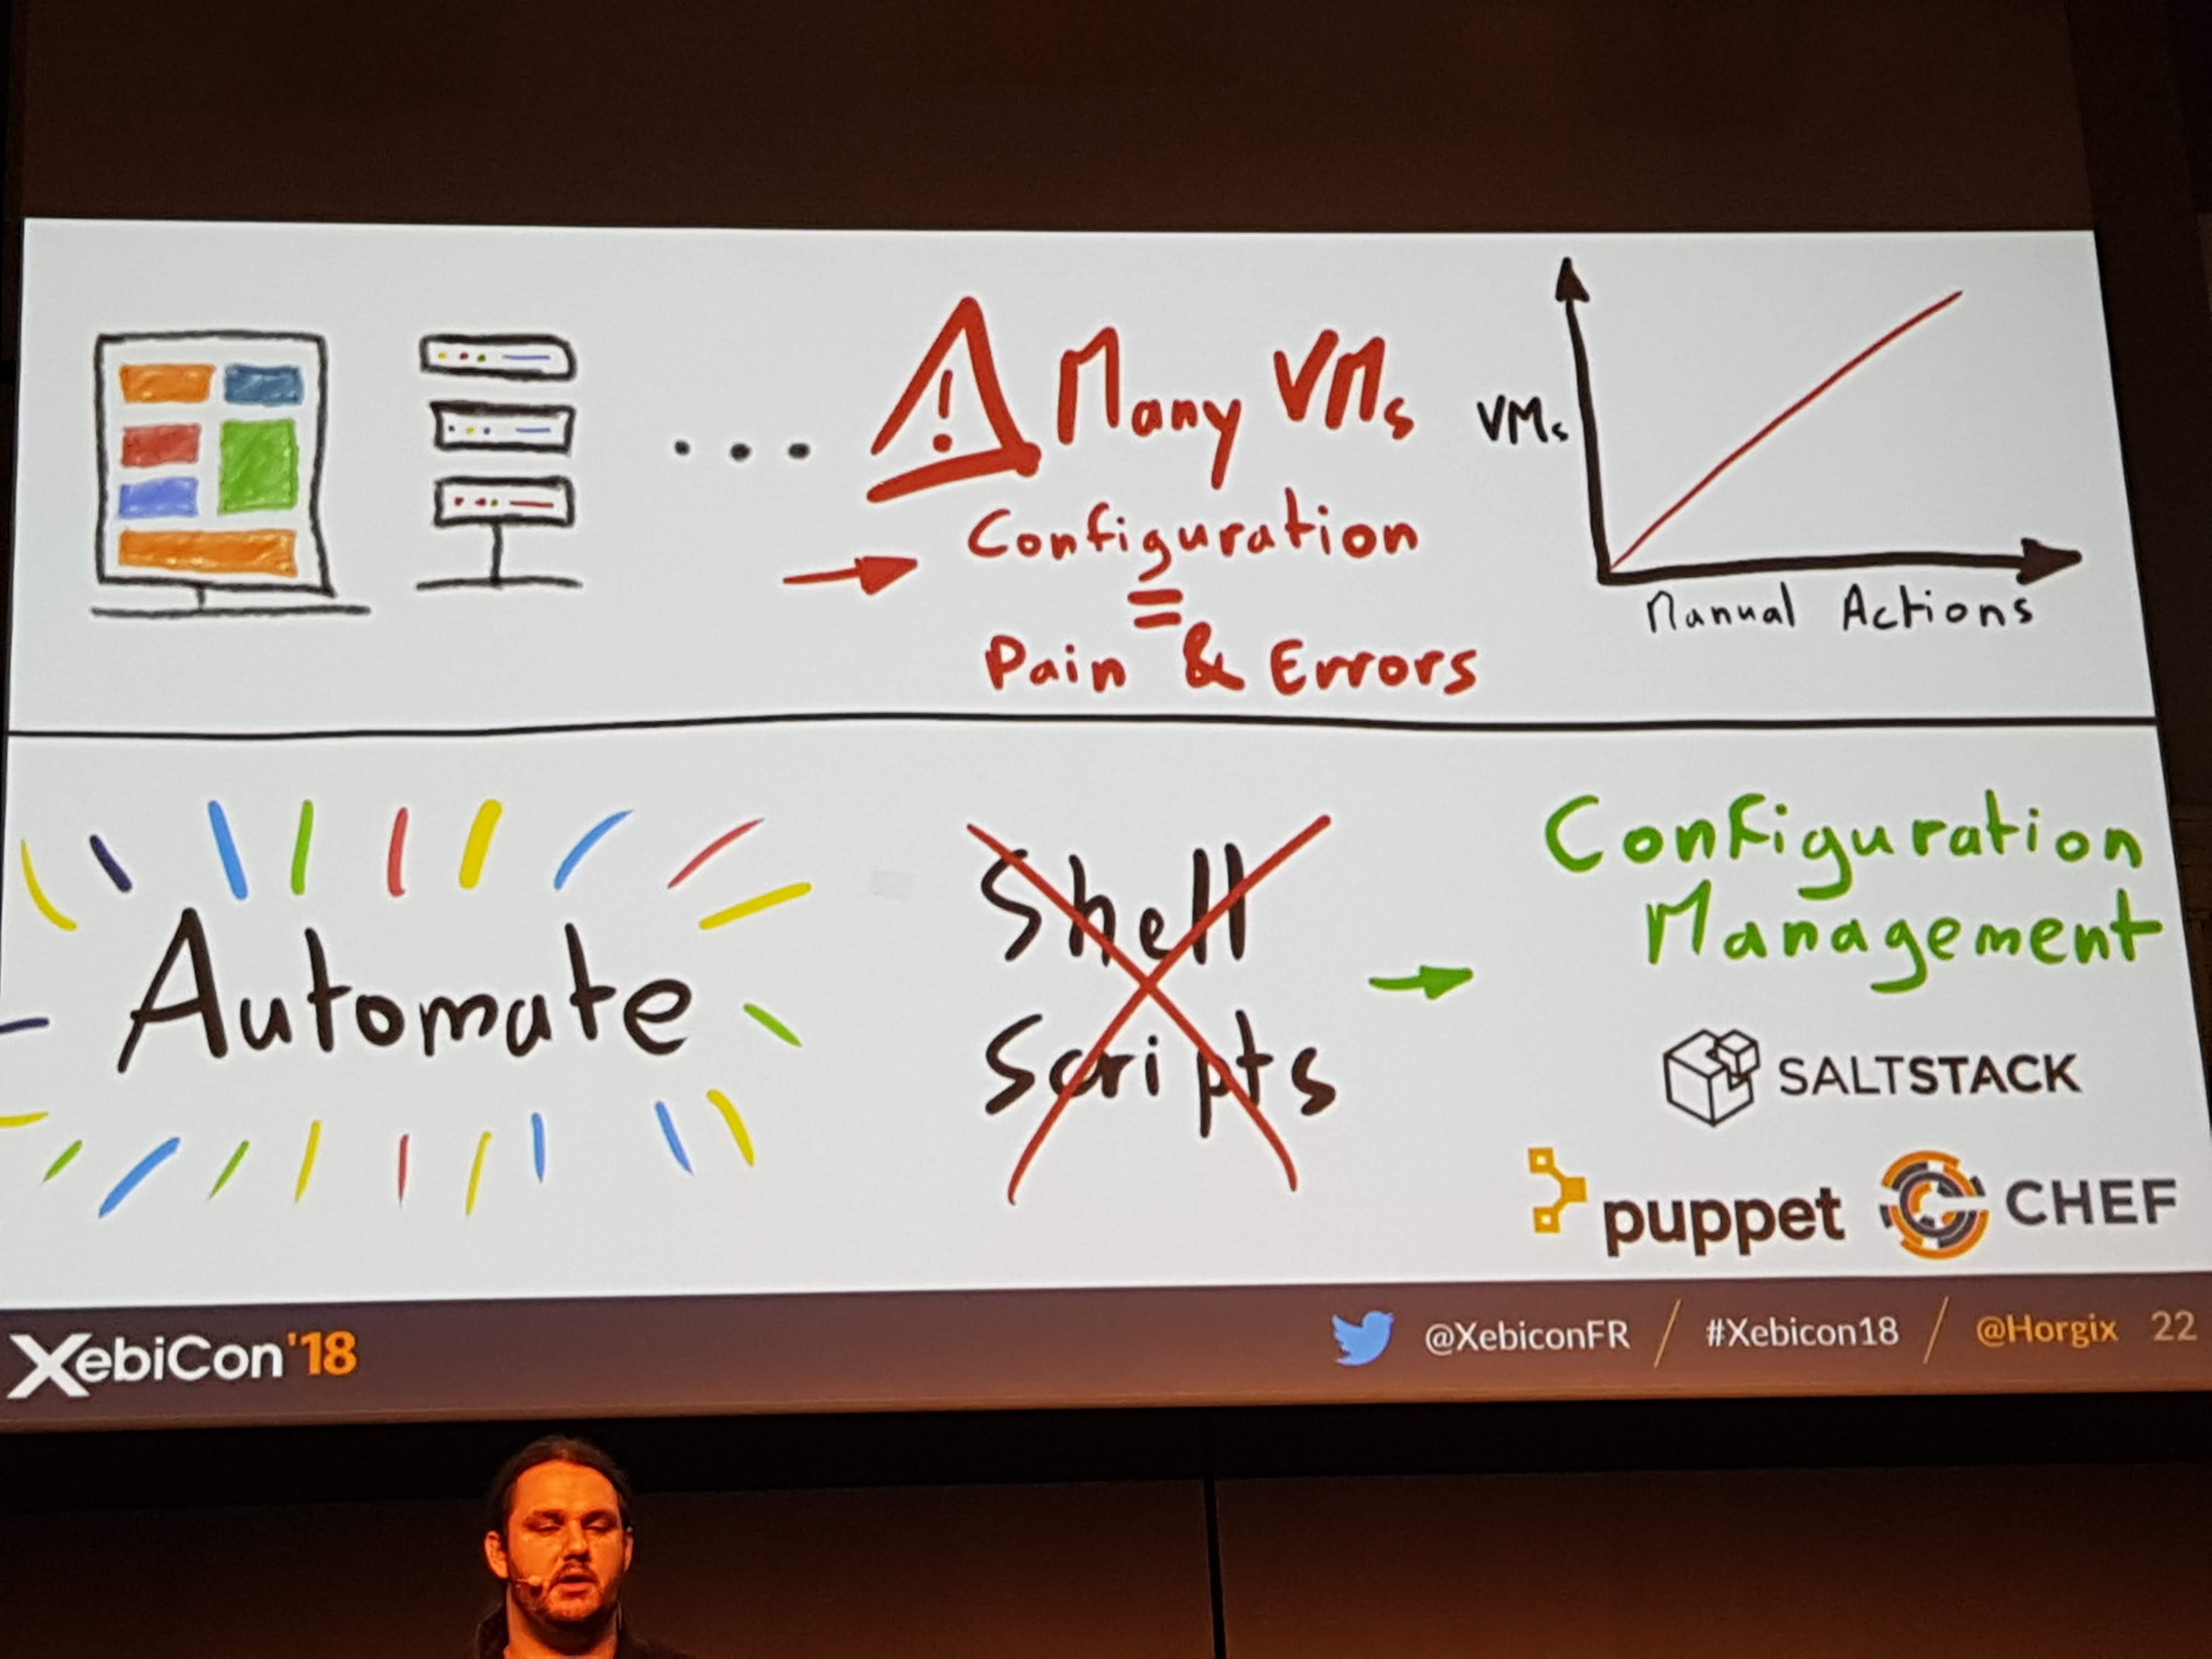 ! Many VMs
→ Configuration
=
Pain & Errors
VMs
Manual Actions
Automate
Shell
Scripts
→ Configuration
Management
SALTSTACK
puppet
CHEF
XebiCon'18
@XebiconFR / #Xebicon18 / @Horgix 22